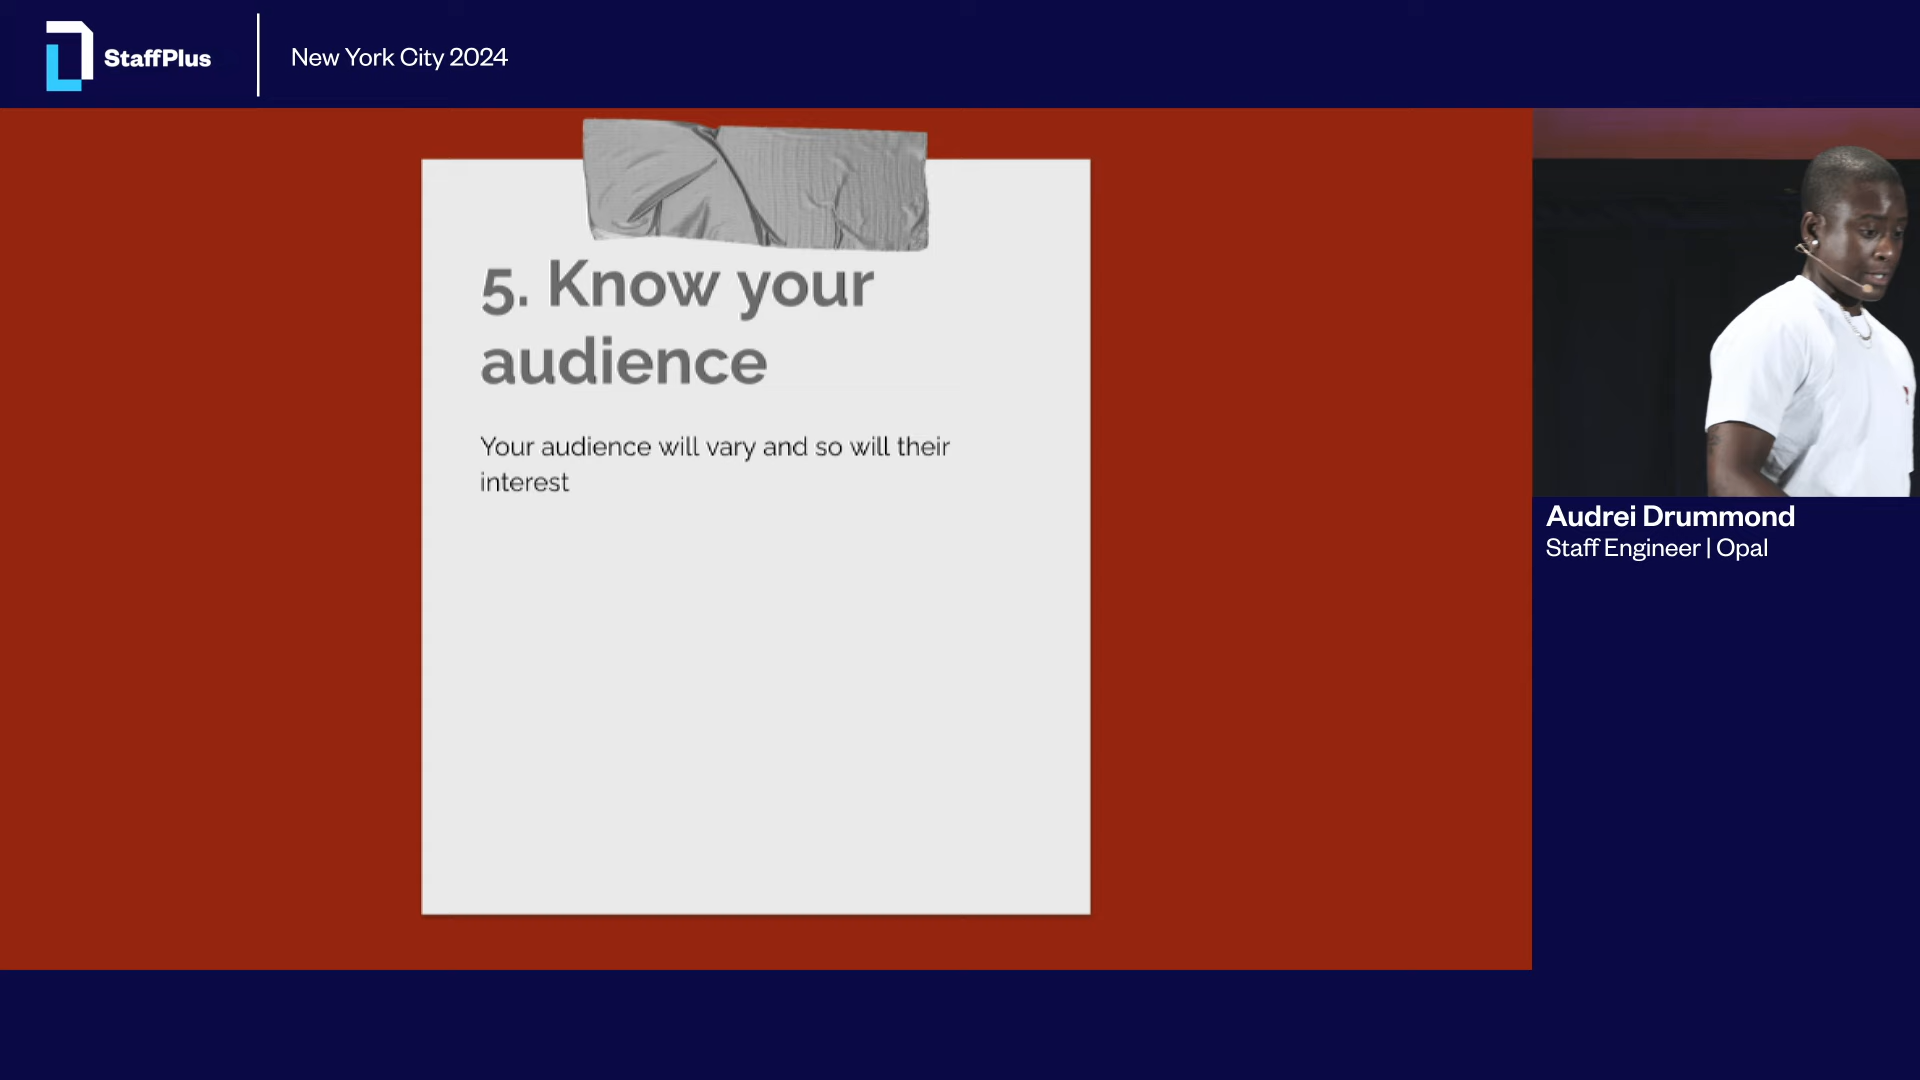 StaffPlus
New York City 2024
5. Know your
audience
Your audience will vary and so will their
interest
Audrei Drummond
Staff Engineer | Opal